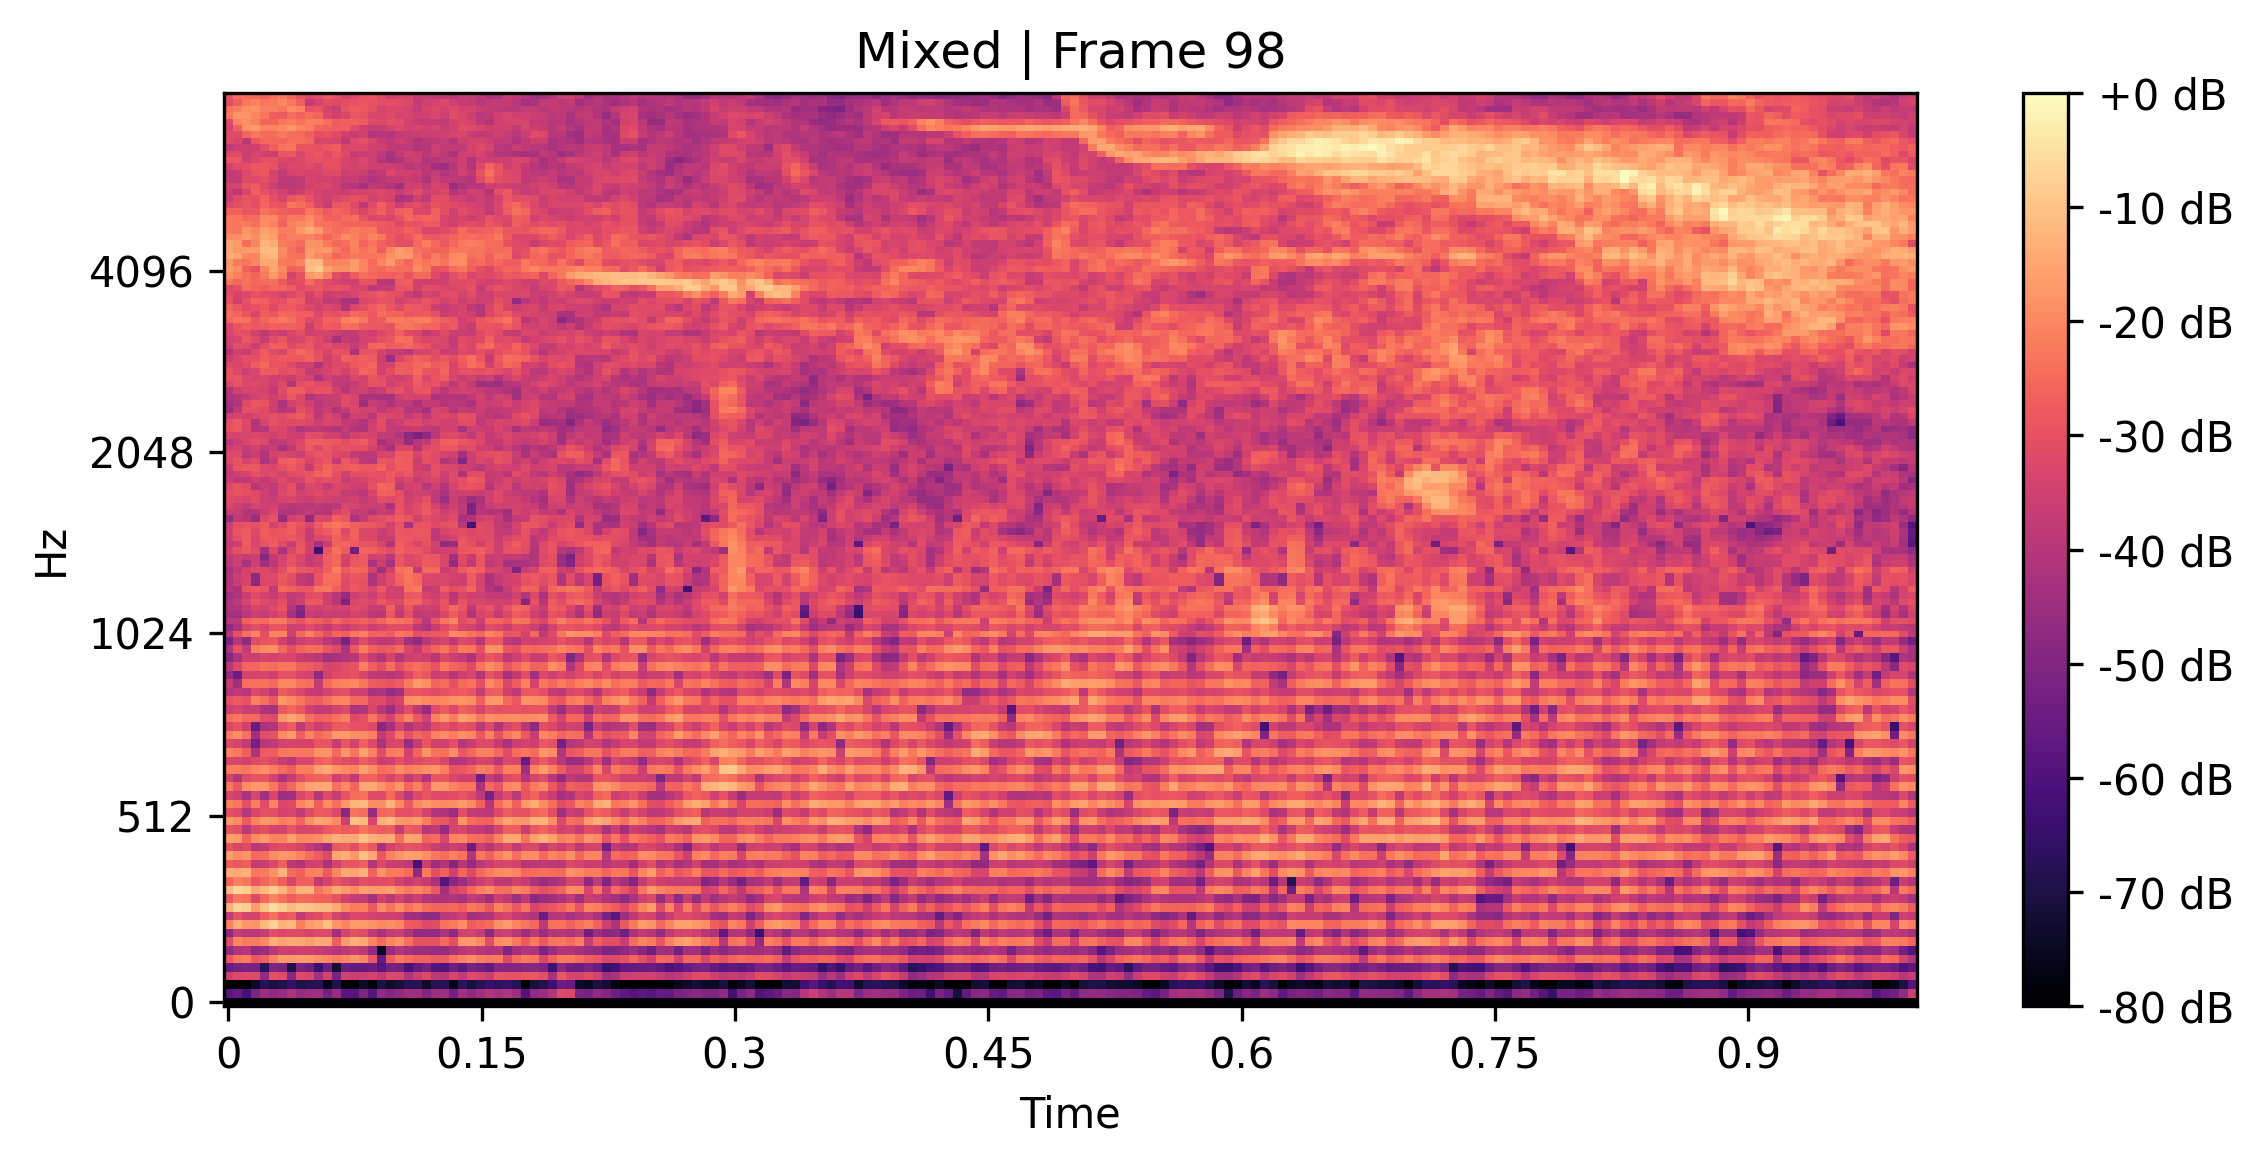 Mixed | Frame 98
Hz
4096
2048
1024
512
0
0 0.15 0.3 0.45 0.6 0.75 0.9
Time
+0 dB
-10 dB
-20 dB
-30 dB
-40 dB
-50 dB
-60 dB
-70 dB
-80 dB